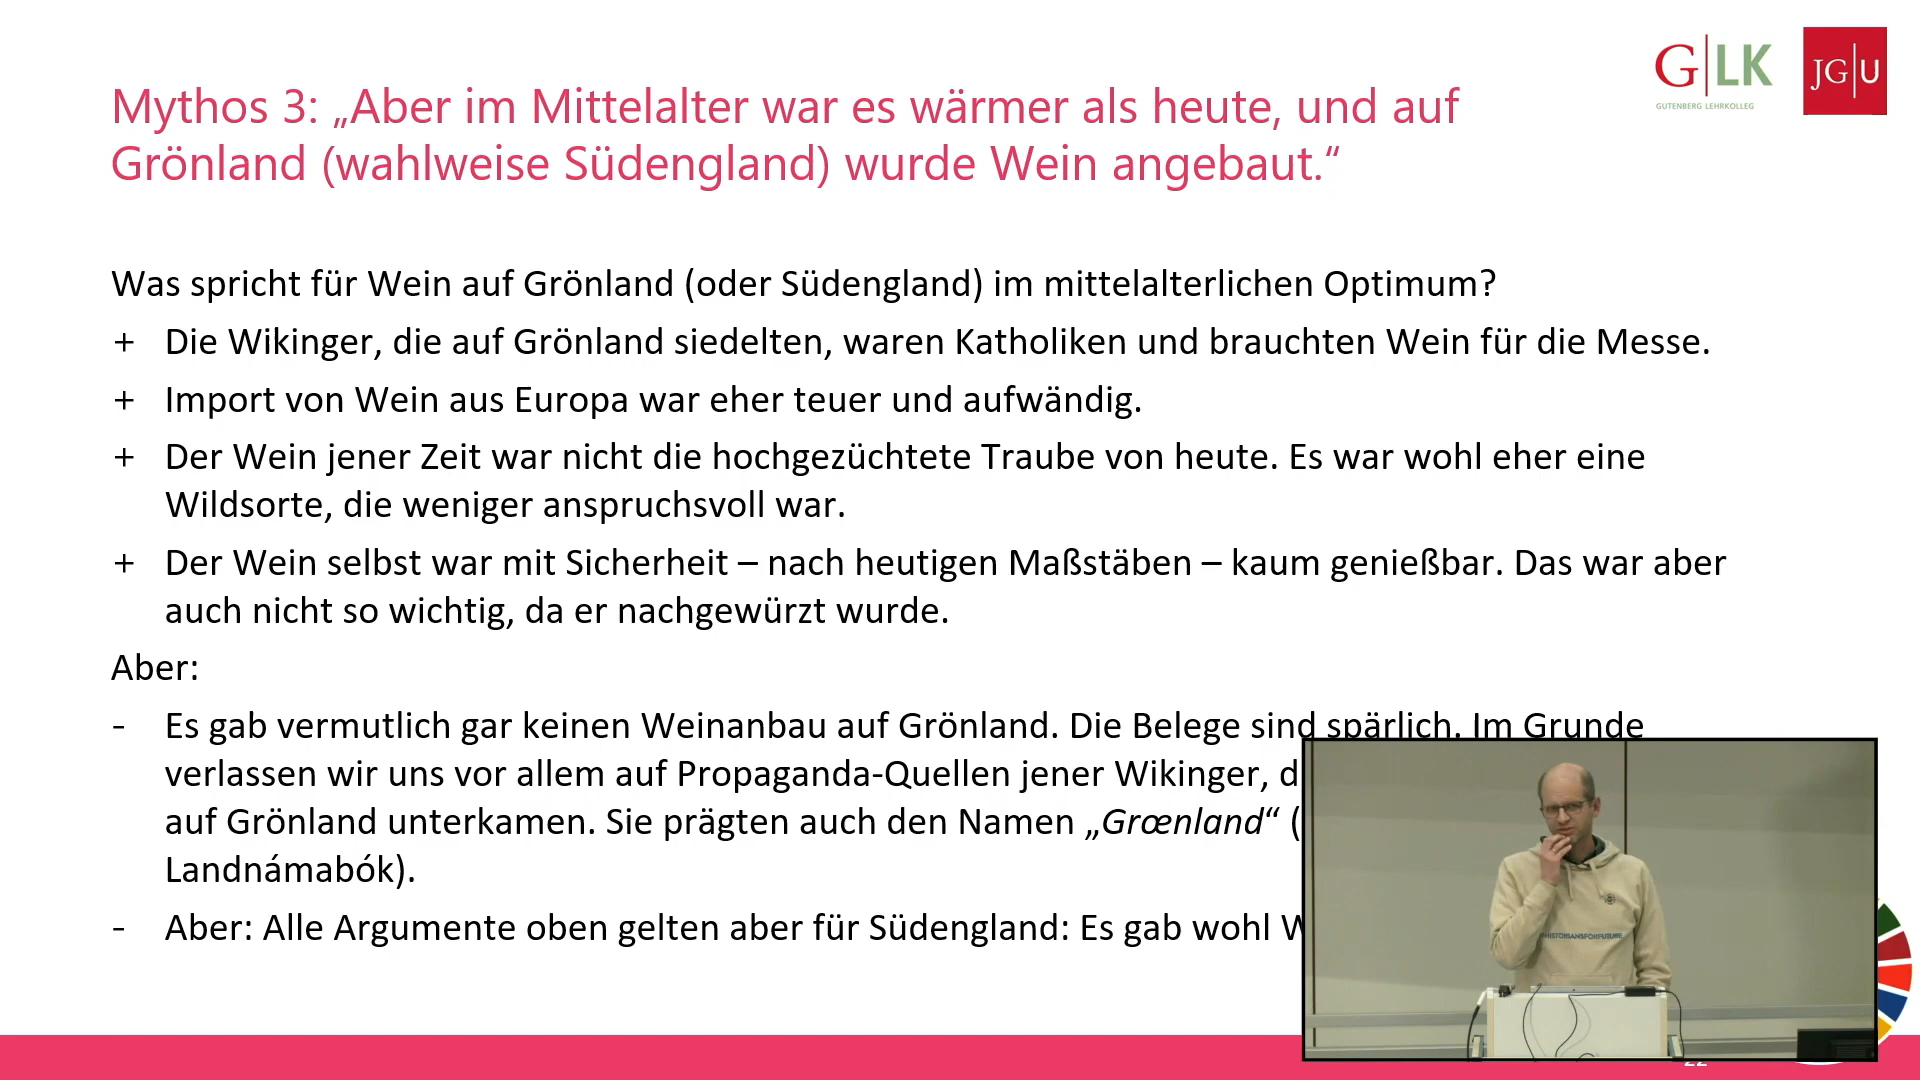 G|LK
GUTENBERG LEHRKOLLEG
JG|U
Mythos 3: „Aber im Mittelalter war es wärmer als heute, und auf
Grönland (wahlweise Südengland) wurde Wein angebaut.“
Was spricht für Wein auf Grönland (oder Südengland) im mittelalterlichen Optimum?
+ Die Wikinger, die auf Grönland siedelten, waren Katholiken und brauchten Wein für die Messe.
+ Import von Wein aus Europa war eher teuer und aufwändig.
+ Der Wein jener Zeit war nicht die hochgezüchtete Traube von heute. Es war wohl eher eine
Wildsorte, die weniger anspruchsvoll war.
+ Der Wein selbst war mit Sicherheit – nach heutigen Maßstäben – kaum genießbar. Das war aber
auch nicht so wichtig, da er nachgewürzt wurde.
Aber:
- Es gab vermutlich gar keinen Weinanbau auf Grönland. Die Belege sind spärlich. Im Grunde
verlassen wir uns vor allem auf Propaganda-Quellen jener Wikinger, d
auf Grönland unterkamen. Sie prägten auch den Namen „Grœnland“ (
Landnámabók).
- Aber: Alle Argumente oben gelten aber für Südengland: Es gab wohl W
HISTORIANSFORFUTURE